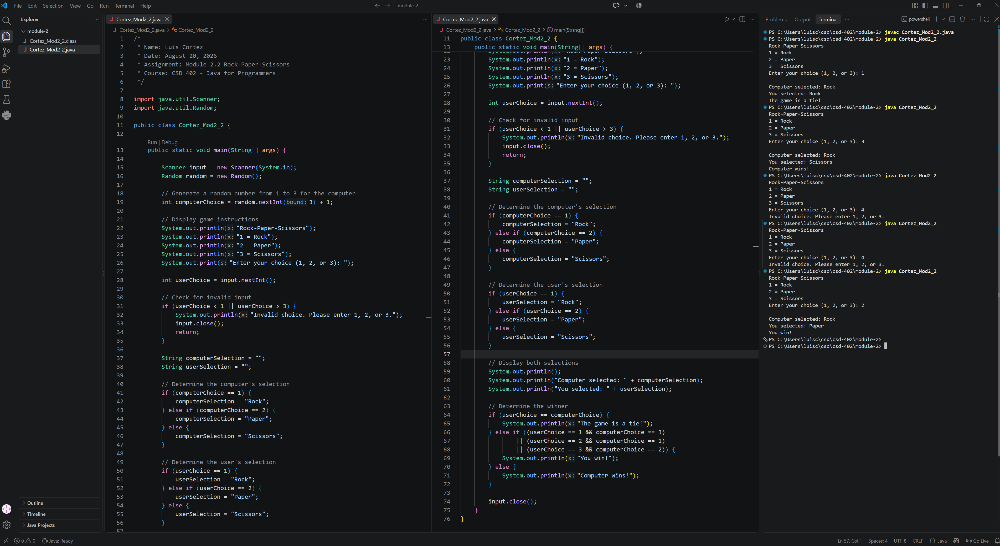 File Edit Selection View Go Run Terminal Help
module-2
Explorer
module-2
J Cortez_Mod2_2.class
J Cortez_Mod2_2.java
Outline
Timeline
Java Projects
J Cortez_Mod2_2.java
J Cortez_Mod2_2.java > Cortez_Mod2_2
1 /*
2 * Name: Luis Cortez
3 * Date: August 20, 2026
4 * Assignment: Module 2.2 Rock-Paper-Scissors
5 * Course: CSD 402 - Java for Programmers
6 */
7
8 import java.util.Scanner;
9 import java.util.Random;
10
11 public class Cortez_Mod2_2 {
12
Run | Debug
13 public static void main(String[] args) {
14
15 Scanner input = new Scanner(System.in);
16 Random random = new Random();
17
18 // Generate a random number from 1 to 3 for the computer
19 int computerChoice = random.nextInt(bound: 3) + 1;
20
21 // Display game instructions
22 System.out.println(x: "Rock-Paper-Scissors");
23 System.out.println(x: "1 = Rock");
24 System.out.println(x: "2 = Paper");
25 System.out.println(x: "3 = Scissors");
26 System.out.print(s: "Enter your choice (1, 2, or 3): ");
27
28 int userChoice = input.nextInt();
29
30 // Check for invalid input
31 if (userChoice < 1 || userChoice > 3) {
32 System.out.println(x: "Invalid choice. Please enter 1, 2, or 3.");
33 input.close();
34 return;
35 }
36
37 String computerSelection = "";
38 String userSelection = "";
39
40 // Determine the computer's selection
41 if (computerChoice == 1) {
42 computerSelection = "Rock";
43 } else if (computerChoice == 2) {
44 computerSelection = "Paper";
45 } else {
46 computerSelection = "Scissors";
47 }
48
49 // Determine the user's selection
50 if (userChoice == 1) {
51 userSelection = "Rock";
52 } else if (userChoice == 2) {
53 userSelection = "Paper";
54 } else {
55 userSelection = "Scissors";
56 }
57
J Cortez_Mod2_2.java
J Cortez_Mod2_2.java > Cortez_Mod2_2 > main(String[])
11 public class Cortez_Mod2_2 {
13 public static void main(String[] args) {
22 System.out.println(x: "Rock-Paper-Scissors");
23 System.out.println(x: "1 = Rock");
24 System.out.println(x: "2 = Paper");
25 System.out.println(x: "3 = Scissors");
26 System.out.print(s: "Enter your choice (1, 2, or 3): ");
27
28 int userChoice = input.nextInt();
29
30 // Check for invalid input
31 if (userChoice < 1 || userChoice > 3) {
32 System.out.println(x: "Invalid choice. Please enter 1, 2, or 3.");
33 input.close();
34 return;
35 }
36
37 String computerSelection = "";
38 String userSelection = "";
39
40 // Determine the computer's selection
41 if (computerChoice == 1) {
42 computerSelection = "Rock";
43 } else if (computerChoice == 2) {
44 computerSelection = "Paper";
45 } else {
46 computerSelection = "Scissors";
47 }
48
49 // Determine the user's selection
50 if (userChoice == 1) {
51 userSelection = "Rock";
52 } else if (userChoice == 2) {
53 userSelection = "Paper";
54 } else {
55 userSelection = "Scissors";
56 }
57
58 // Display both selections
59 System.out.println();
60 System.out.println("Computer selected: " + computerSelection);
61 System.out.println("You selected: " + userSelection);
62
63 // Determine the winner
64 if (userChoice == computerChoice) {
65 System.out.println(x: "The game is a tie!");
66 } else if ((userChoice == 1 && computerChoice == 3)
67 || (userChoice == 2 && computerChoice == 1)
68 || (userChoice == 3 && computerChoice == 2)) {
69 System.out.println(x: "You win!");
70 } else {
71 System.out.println(x: "Computer wins!");
72 }
73
74 input.close();
75 }
76 }
Problems Output Terminal powershell
PS C:\Users\luisc\csd\csd-402\module-2> javac Cortez_Mod2_2.java
PS C:\Users\luisc\csd\csd-402\module-2> java Cortez_Mod2_2
Rock-Paper-Scissors
1 = Rock
2 = Paper
3 = Scissors
Enter your choice (1, 2, or 3): 1
Computer selected: Rock
You selected: Rock
The game is a tie!
PS C:\Users\luisc\csd\csd-402\module-2> java Cortez_Mod2_2
Rock-Paper-Scissors
1 = Rock
2 = Paper
3 = Scissors
Enter your choice (1, 2, or 3): 3
Computer selected: Rock
You selected: Scissors
Computer wins!
PS C:\Users\luisc\csd\csd-402\module-2> java Cortez_Mod2_2
Rock-Paper-Scissors
1 = Rock
2 = Paper
3 = Scissors
Enter your choice (1, 2, or 3): 4
Invalid choice. Please enter 1, 2, or 3.
PS C:\Users\luisc\csd\csd-402\module-2> java Cortez_Mod2_2
Rock-Paper-Scissors
1 = Rock
2 = Paper
3 = Scissors
Enter your choice (1, 2, or 3): 4
Invalid choice. Please enter 1, 2, or 3.
PS C:\Users\luisc\csd\csd-402\module-2> java Cortez_Mod2_2
Rock-Paper-Scissors
1 = Rock
2 = Paper
3 = Scissors
Enter your choice (1, 2, or 3): 2
Computer selected: Rock
You selected: Paper
You win!
PS C:\Users\luisc\csd\csd-402\module-2>
PS C:\Users\luisc\csd\csd-402\module-2>
0 0 Java: Ready
Ln 57, Col 1 Spaces: 4 UTF-8 CRLF { } Java Go Live